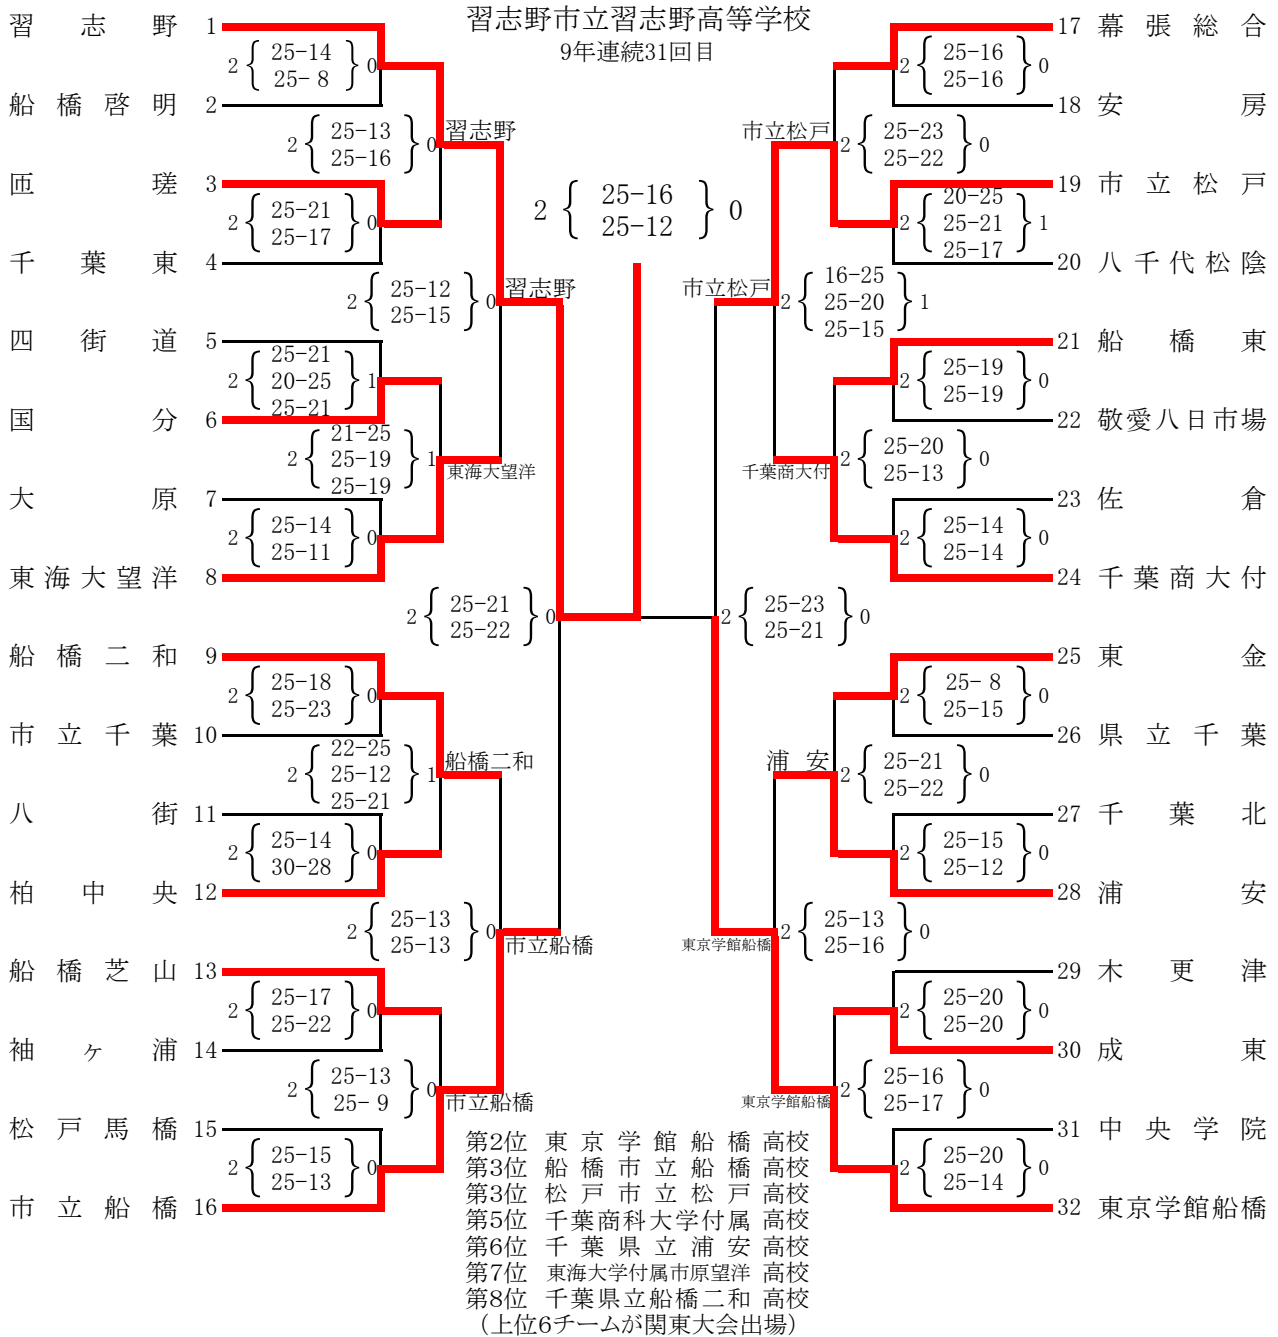 習志野市立習志野高等学校
9年連続31回目
習志野 1
2 25-14 0
25- 8
船橋啓明 2
2 25-13 0
25-16
習志野
匝瑳 3
2 25-21 0
25-17
千葉東 4
2 25-12 0
25-15
習志野
四街道 5
25-21
2 20-25 1
25-21
国分 6
21-25
2 25-19 1
25-19
東海大望洋
大原 7
2 25-14 0
25-11
東海大望洋 8
2 25-21 0
25-22
船橋二和 9
2 25-18 0
25-23
市立千葉 10
22-25
2 25-12 1
25-21
船橋二和
八街 11
2 25-14 0
30-28
柏中央 12
2 25-13 0
25-13
市立船橋
船橋芝山 13
2 25-17 0
25-22
袖ヶ浦 14
2 25-13 0
25- 9
市立船橋
松戸馬橋 15
2 25-15 0
25-13
市立船橋 16
2 25-16 0
25-12
17 幕張総合
2 25-16 0
25-16
18 安房
市立松戸
2 25-23 0
25-22
19 市立松戸
20-25
2 25-21 1
25-17
20 八千代松陰
市立松戸
16-25
2 25-20 1
25-15
21 船橋東
2 25-19 0
25-19
22 敬愛八日市場
千葉商大付
2 25-20 0
25-13
23 佐倉
2 25-14 0
25-14
24 千葉商大付
2 25-23 0
25-21
25 東金
2 25- 8 0
25-15
26 県立千葉
浦安
2 25-21 0
25-22
27 千葉北
2 25-15 0
25-12
28 浦安
東京学館船橋
2 25-13 0
25-16
29 木更津
2 25-20 0
25-20
30 成東
東京学館船橋
2 25-16 0
25-17
31 中央学院
2 25-20 0
25-14
32 東京学館船橋
第2位 東京学館船橋 高校
第3位 船橋市立船橋 高校
第3位 松戸市立松戸 高校
第5位 千葉商科大学付属 高校
第6位 千葉県立浦安 高校
第7位 東海大学付属市原望洋 高校
第8位 千葉県立船橋二和 高校
(上位6チームが関東大会出場)